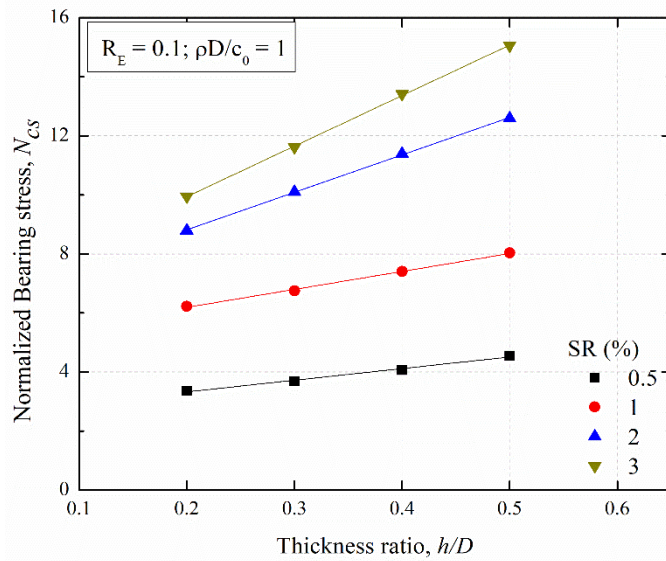 R_E = 0.1; ρD/c_0 = 1
16
12
8
4
0
0.1 0.2 0.3 0.4 0.5 0.6
Normalized Bearing stress, N_cs
Thickness ratio, h/D
SR (%)
0.5
1
2
3